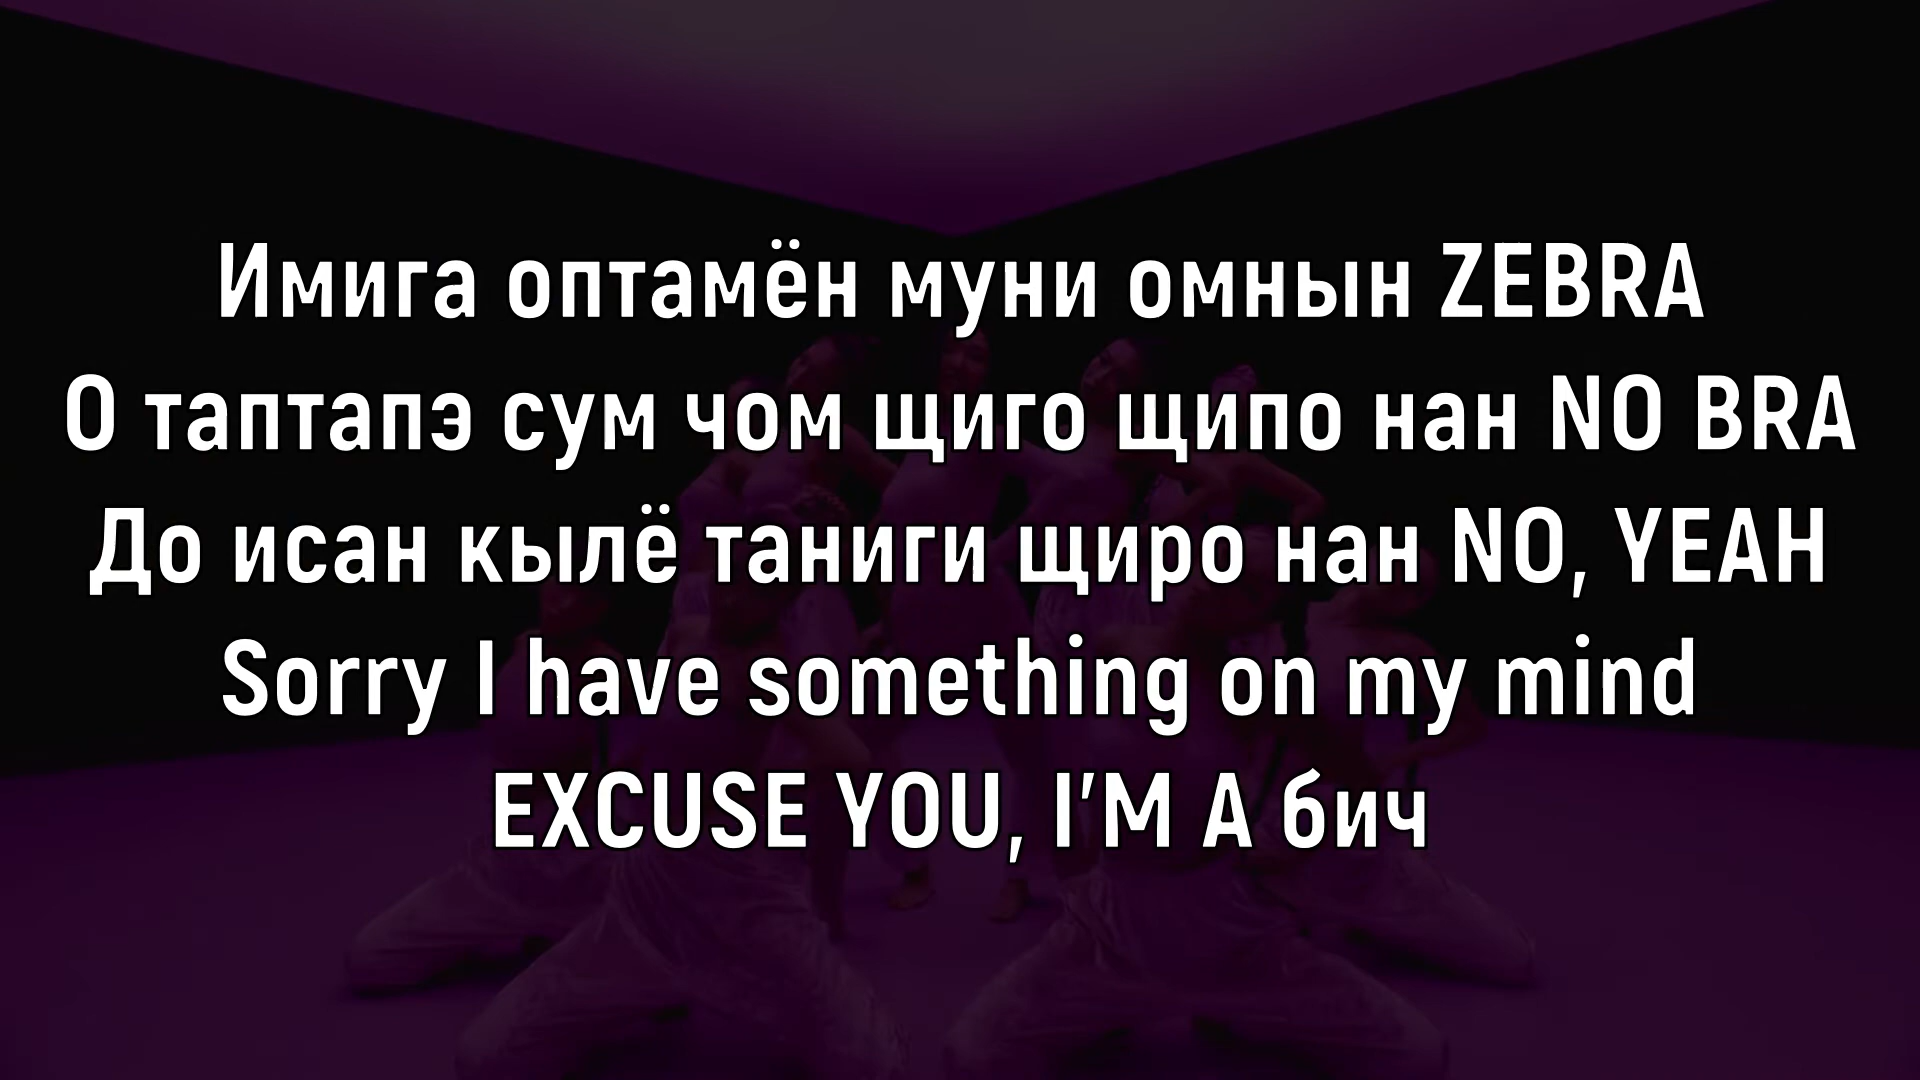 Имига оптамён муни омнын ZEBRA
О таптапэ сум чом щиго щипо нан NO BRA
До исан кылё таниги щиро нан NO, YEAH
Sorry I have something on my mind
EXCUSE YOU, I'M A бич